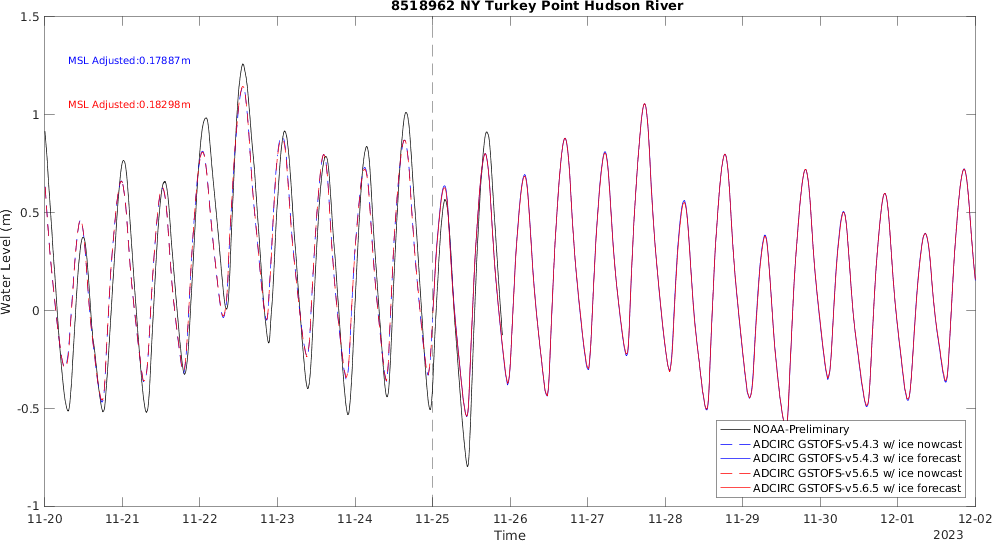 8518962 NY Turkey Point Hudson River
1.5
1
0.5
0
-0.5
-1
Water Level (m)
MSL Adjusted:0.17887m
MSL Adjusted:0.18298m
NOAA-Preliminary
ADCIRC GSTOFS-v5.4.3 w/ ice nowcast
ADCIRC GSTOFS-v5.4.3 w/ ice forecast
ADCIRC GSTOFS-v5.6.5 w/ ice nowcast
ADCIRC GSTOFS-v5.6.5 w/ ice forecast
11-20 11-21 11-22 11-23 11-24 11-25 11-26 11-27 11-28 11-29 11-30 12-01 12-02
Time
2023